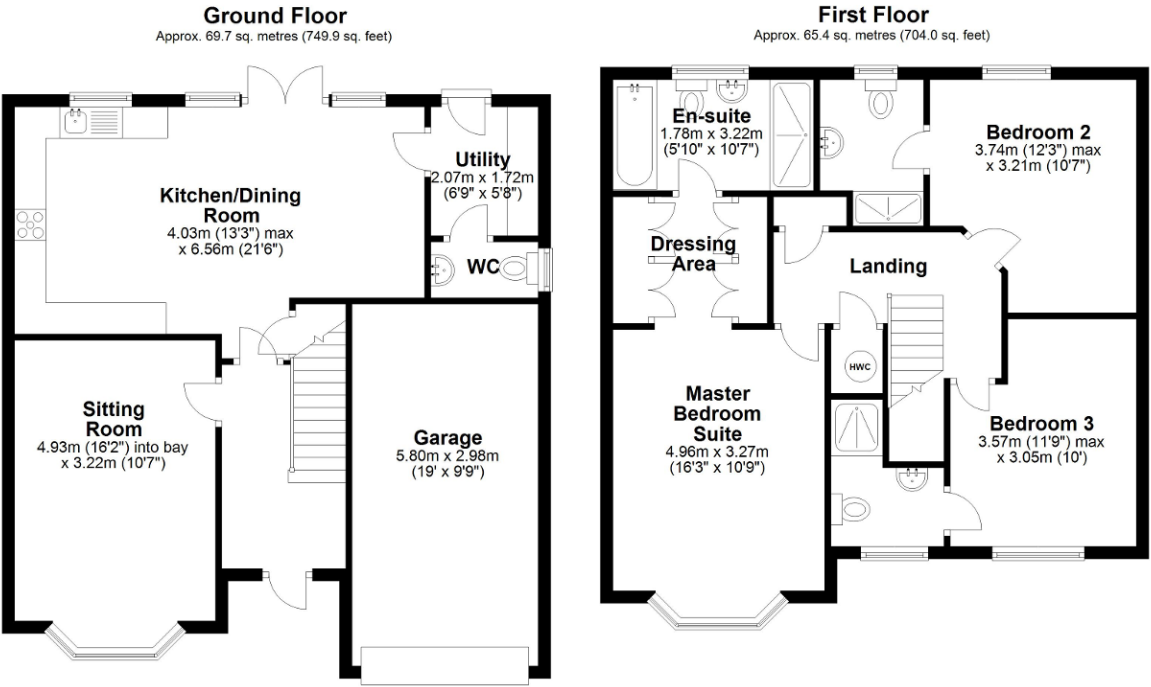 Ground Floor
Approx. 69.7 sq. metres (749.9 sq. feet)
Kitchen/Dining
Room
4.03m (13'3") max
x 6.56m (21'6")
Utility
2.07m x 1.72m
(6'9" x 5'8")
WC
Sitting
Room
4.93m (16'2") into bay
x 3.22m (10'7")
Garage
5.80m x 2.98m
(19' x 9'9")
First Floor
Approx. 65.4 sq. metres (704.0 sq. feet)
En-suite
1.78m x 3.22m
(5'10" x 10'7")
Bedroom 2
3.74m (12'3") max
x 3.21m (10'7")
Dressing
Area
Landing
HWC
Master
Bedroom
Suite
4.96m x 3.27m
(16'3" x 10'9")
Bedroom 3
3.57m (11'9") max
x 3.05m (10')